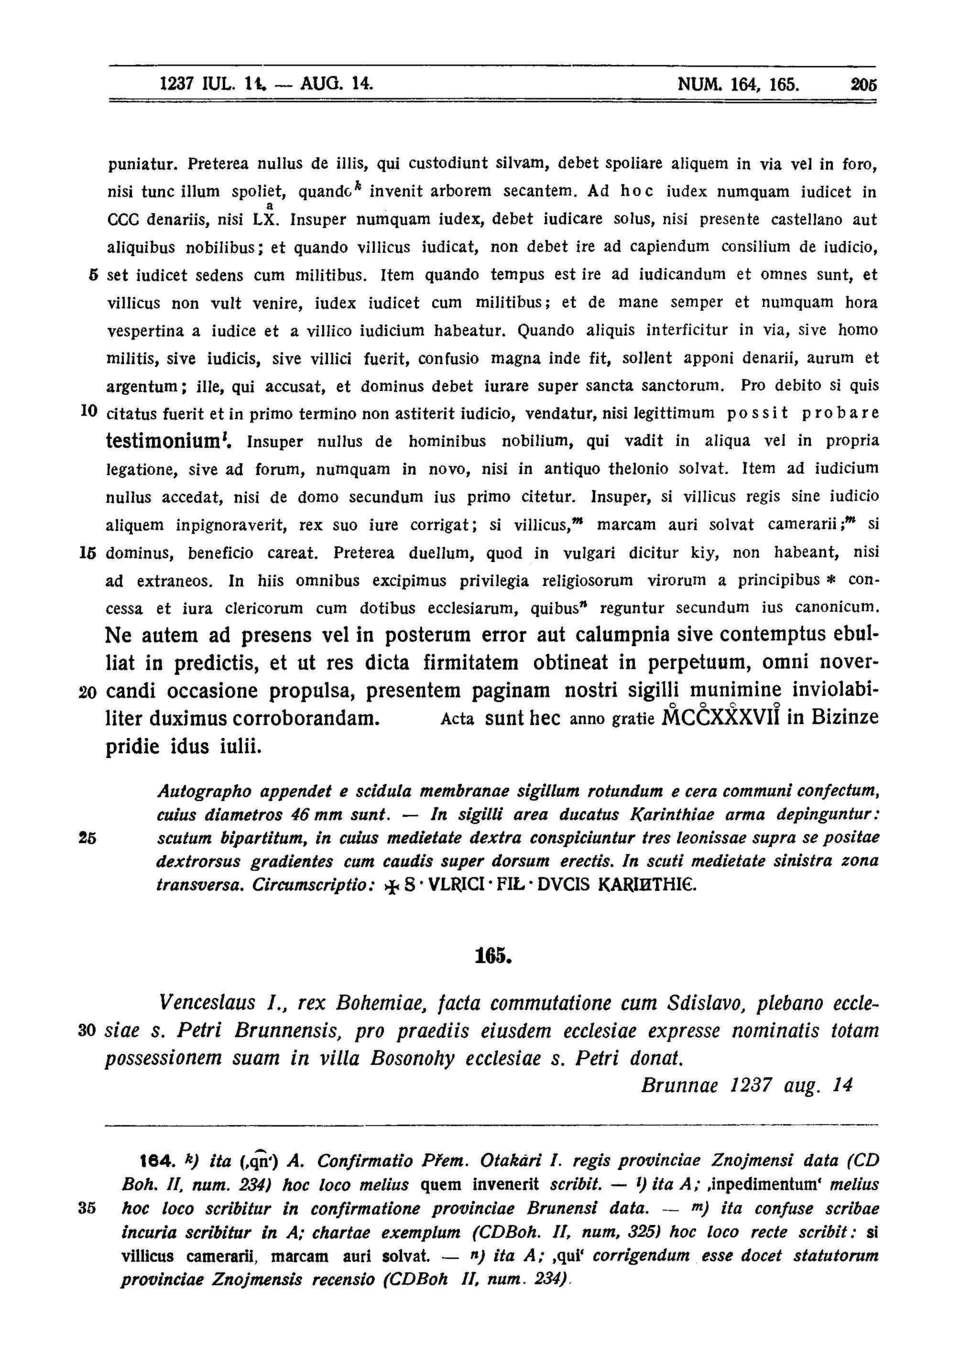 1237 IUL. 14. — AUG. 14. NUM. 164, 165. 205
puniatur. Preterea nullus de illis, qui custodiunt silvam, debet spoliare aliquem in via vel in foro,
nisi tunc illum spoliet, quando k invenit arborem secantem. Ad hoc iudex numquam iudicet in
a
CCC denariis, nisi LX. Insuper numquam iudex, debet iudicare solus, nisi presente castellano aut
aliquibus nobilibus; et quando villicus iudicat, non debet ire ad capiendum consilium de iudicio,
5 set iudicet sedens cum militibus. Item quando tempus est ire ad iudicandum et omnes sunt, et
villicus non vult venire, iudex iudicet cum militibus; et de mane semper et numquam hora
vespertina a iudice et a villico iudicium habeatur. Quando aliquis interficitur in via, sive homo
militis, sive iudicis, sive villici fuerit, confusio magna inde fit, sollent apponi denarii, aurum et
argentum; ille, qui accusat, et dominus debet iurare super sancta sanctorum. Pro debito si quis
10 citatus fuerit et in primo termino non astiterit iudicio, vendatur, nisi legittimum possit probare
testimonium l. Insuper nullus de hominibus nobilium, qui vadit in aliqua vel in propria
legatione, sive ad forum, numquam in novo, nisi in antiquo thelonio solvat. Item ad iudicium
nullus accedat, nisi de domo secundum ius primo citetur. Insuper, si villicus regis sine iudicio
aliquem inpignoraverit, rex suo iure corrigat; si villicus, m marcam auri solvat camerarii; m si
15 dominus, beneficio careat. Preterea duellum, quod in vulgari dicitur kiy, non habeant, nisi
ad extraneos. In hiis omnibus excipimus privilegia religiosorum virorum a principibus * con-
cessa et iura clericorum cum dotibus ecclesiarum, quibus n reguntur secundum ius canonicum.
Ne autem ad presens vel in posterum error aut calumpnia sive contemptus ebul-
liat in predictis, et ut res dicta firmitatem obtineat in perpetuum, omni nover-
20 candi occasione propulsa, presentem paginam nostri sigilli munimine inviolabi-
liter duximus corroborandam. Acta sunt hec anno gratie M̊CC̊XXX̊VII̊ in Bizinze
pridie idus iulii.
Autographo appendet e scidula membranae sigillum rotundum e cera communi confectum,
cuius diametros 46 mm sunt. — In sigilli area ducatus Karinthiae arma depinguntur:
25 scutum bipartitum, in cuius medietate dextra conspiciuntur tres leonissae supra se positae
dextrorsus gradientes cum caudis super dorsum erectis. In scuti medietate sinistra zona
transversa. Circumscriptio: ✠ S · VLRICI · FIŁ · DVCIS KARINTHIЄ.
165.
Venceslaus I., rex Bohemiae, facta commutatione cum Sdislavo, plebano eccle-
30 siae s. Petri Brunnensis, pro praediis eiusdem ecclesiae expresse nominatis totam
possessionem suam in villa Bosonohy ecclesiae s. Petri donat.
Brunnae 1237 aug. 14
164. k) ita (‚qn̄‘) A. Confirmatio Přem. Otakári I. regis provinciae Znojmensi data (CD
Boh. II, num. 234) hoc loco melius quem invenerit scribit. — l) ita A; ‚inpedimentum‘ melius
35 hoc loco scribitur in confirmatione provinciae Brunensi data. — m) ita confuse scribae
incuria scribitur in A; chartae exemplum (CDBoh. II, num, 325) hoc loco recte scribit: si
villicus camerarii, marcam auri solvat. — n) ita A; ‚qui‘ corrigendum esse docet statutorum
provinciae Znojmensis recensio (CDBoh II, num. 234).